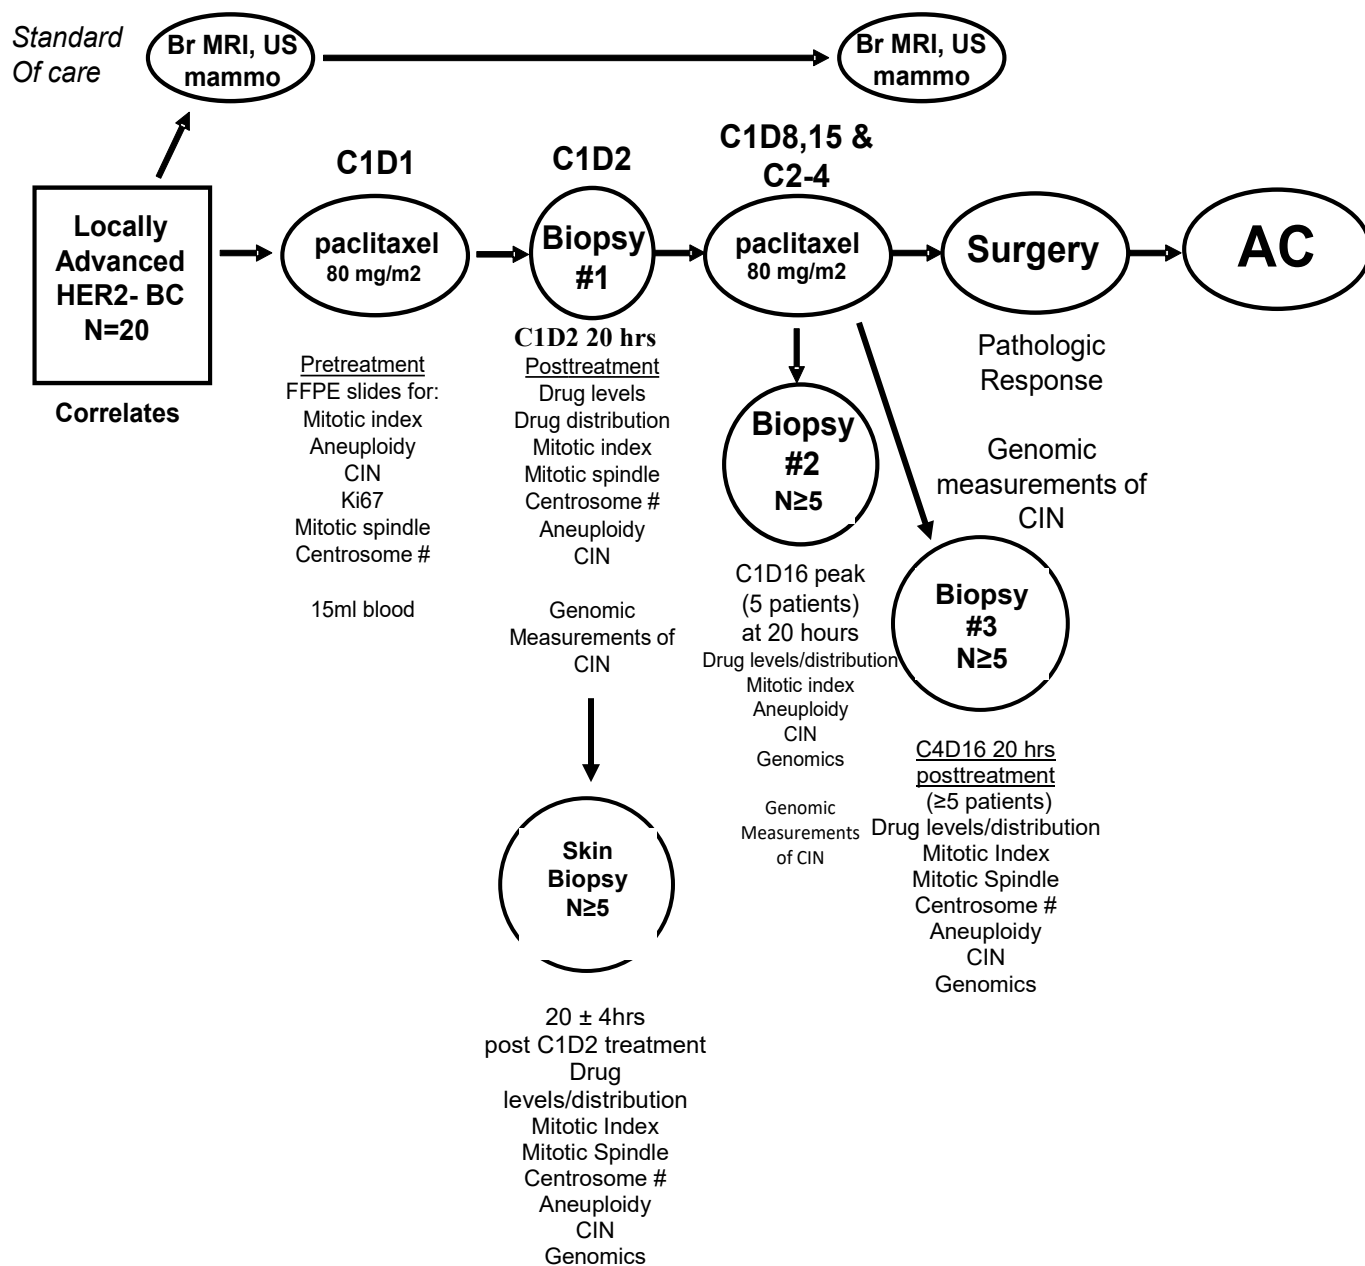 Standard
Of care
Br MRI, US
mammo
Br MRI, US
mammo
Locally
Advanced
HER2- BC
N=20
Correlates
C1D1
paclitaxel
80 mg/m2
Pretreatment
FFPE slides for:
Mitotic index
Aneuploidy
CIN
Ki67
Mitotic spindle
Centrosome #
15ml blood
C1D2
Biopsy
#1
C1D2 20 hrs
Posttreatment
Drug levels
Drug distribution
Mitotic index
Mitotic spindle
Centrosome #
Aneuploidy
CIN
Genomic
Measurements of
CIN
Skin
Biopsy
N≥5
20 ± 4hrs
post C1D2 treatment
Drug
levels/distribution
Mitotic Index
Mitotic Spindle
Centrosome #
Aneuploidy
CIN
Genomics
C1D8,15 &
C2-4
paclitaxel
80 mg/m2
Biopsy
#2
N≥5
C1D16 peak
(5 patients)
at 20 hours
Drug levels/distribution
Mitotic index
Aneuploidy
CIN
Genomics
Genomic
Measurements
of CIN
Surgery
Pathologic
Response
Genomic
measurements of
CIN
Biopsy
#3
N≥5
C4D16 20 hrs
posttreatment
(≥5 patients)
Drug levels/distribution
Mitotic Index
Mitotic Spindle
Centrosome #
Aneuploidy
CIN
Genomics
AC